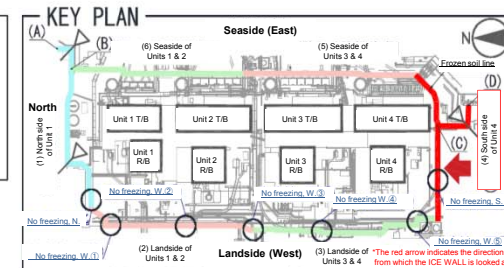 KEY PLAN
Seaside (East)
N
(A)
(B)
(6) Seaside of
Units 1 & 2
(5) Seaside of
Units 3 & 4
Frozen soil line
(D)
North
(1) North side
of Unit 1
Unit 1 T/B
Unit 2 T/B
Unit 3 T/B
Unit 4 T/B
(4) South side
of Unit 4
Unit 1
R/B
Unit 2
R/B
Unit 3
R/B
Unit 4
R/B
(C)
No freezing, W.②
No freezing, W.③
No freezing W.④
No freezing, S.
No freezing, N.
No freezing, W.①
No freezing, W.⑤
(2) Landside of
Units 1 & 2
Landside (West)
(3) Landside of
Units 3 & 4
*The red arrow indicates the direction
from which the ICE WALL is looked a